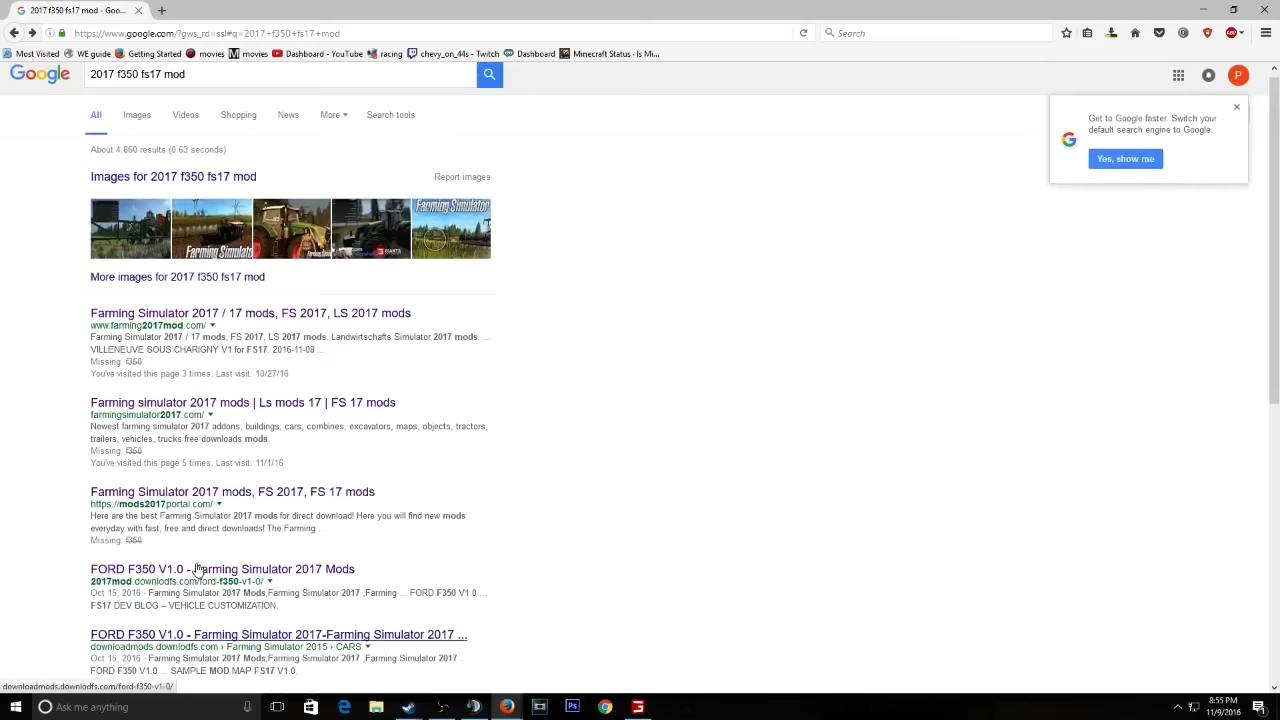 2017 f350 fs17 mod - Goo...
https://www.google.com/?gws_rd=ssl#q=2017+f350+fs17+mod
Search
Most Visited WE guide Getting Started movies movies Dashboard - YouTube racing chevy_on_44s - Twitch Dashboard Minecraft Status · Is Mi...
Google 2017 f350 fs17 mod P
All Images Videos Shopping News More Search tools
Get to Google faster. Switch your
default search engine to Google.
Yes, show me
About 4,860 results (0.63 seconds)
Images for 2017 f350 fs17 mod Report images
Farming Simulator
Farming Simulator
More images for 2017 f350 fs17 mod
Farming Simulator 2017 / 17 mods, FS 2017, LS 2017 mods
www.farming2017mod.com/
Farming Simulator 2017 / 17 mods, FS 2017, LS 2017 mods. Landwirtschafts Simulator 2017 mods. ...
VILLENEUVE SOUS CHARIGNY V1 for FS17. 2016-11-08 ...
Missing: f350
You've visited this page 3 times. Last visit: 10/27/16
Farming simulator 2017 mods | Ls mods 17 | FS 17 mods
farmingsimulator2017.com/
Newest farming simulator 2017 addons, buildings, cars, combines, excavators, maps, objects, tractors,
trailers, vehicles, trucks free downloads mods.
Missing: f350
You've visited this page 5 times. Last visit: 11/1/16
Farming Simulator 2017 mods, FS 2017, FS 17 mods
https://mods2017portal.com/
Here are the best Farming Simulator 2017 mods for direct download! Here you will find new mods
everyday with fast, free and direct downloads! The Farming ...
Missing: f350
FORD F350 V1.0 - Farming Simulator 2017 Mods
2017mod.downlodfs.com/ford-f350-v1-0/
Oct 15, 2016 - Farming Simulator 2017 Mods,Farming Simulator 2017 ,Farming ... FORD F350 V1.0 ...
FS17 DEV BLOG – VEHICLE CUSTOMIZATION.
FORD F350 V1.0 - Farming Simulator 2017-Farming Simulator 2017 ...
downloadmods.downlodfs.com › Farming Simulator 2015 › CARS
Oct 15, 2016 - Farming Simulator 2017 Mods,Farming Simulator 2017 ,Farming Simulator 2017 ...
FORD F350 V1.0 ... SAMPLE MOD MAP FS17 V1.0.
downloadmods.downlodfs.com/ford-f350-v1-0/
Ask me anything
8:55 PM
11/9/2016